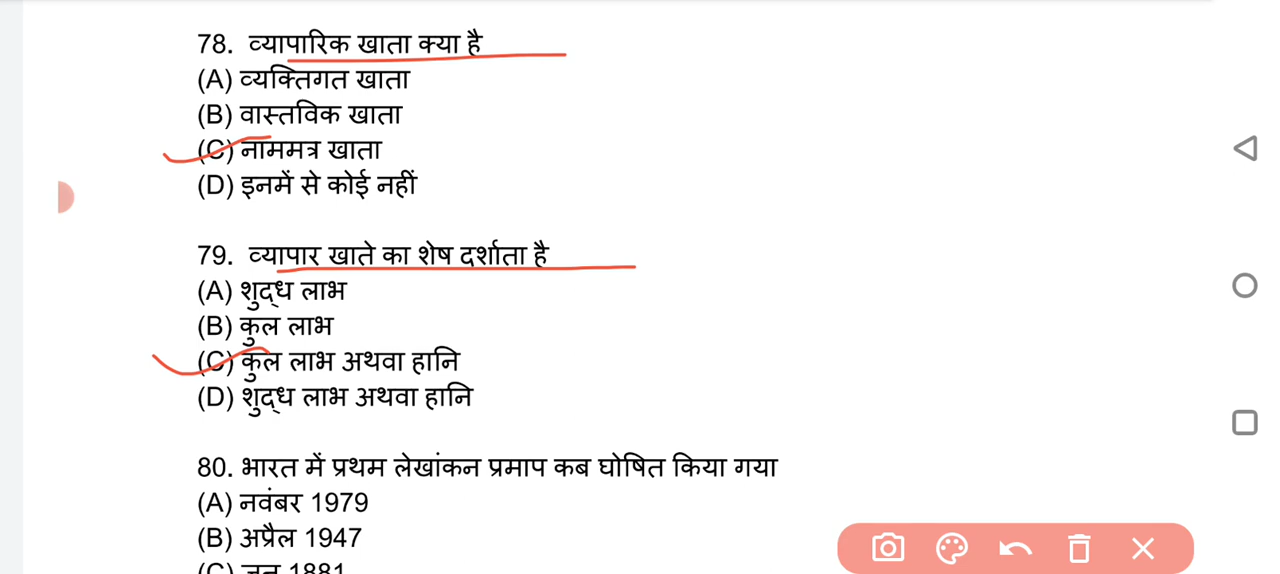 78. व्यापारिक खाता क्या है
(A) व्यक्तिगत खाता
(B) वास्तविक खाता
(C) नाममत्र खाता
(D) इनमें से कोई नहीं
79. व्यापार खाते का शेष दर्शाता है
(A) शुद्ध लाभ
(B) कुल लाभ
(C) कुल लाभ अथवा हानि
(D) शुद्ध लाभ अथवा हानि
80. भारत में प्रथम लेखांकन प्रमाप कब घोषित किया गया
(A) नवंबर 1979
(B) अप्रैल 1947
(C) जून 1881